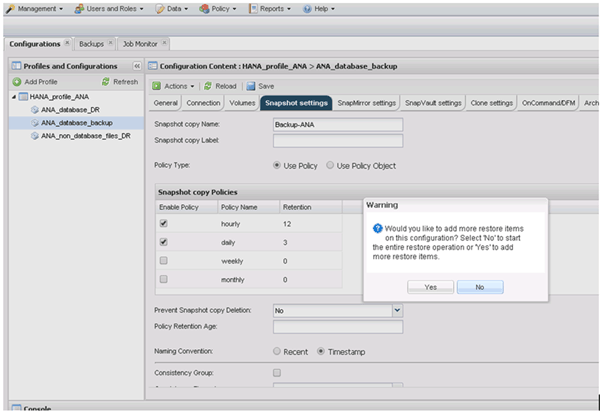 Management Users and Roles Data Policy Reports Help
Configurations Backups Job Monitor
Profiles and Configurations
Add Profile Refresh
HANA_profile_ANA
ANA_database_DR
ANA_database_backup
ANA_non_database_files_DR
Configuration Content : HANA_profile_ANA > ANA_database_backup
Actions Reload Save
General Connection Volumes Snapshot settings SnapMirror settings SnapVault settings Clone settings OnCommand/DFM Arch
Snapshot copy Name: Backup-ANA
Snapshot copy Label:
Policy Type: Use Policy Use Policy Object
Snapshot copy Policies
Enable Policy Policy Name Retention
hourly 12
daily 3
weekly 0
monthly 0
Prevent Snapshot copy Deletion: No
Policy Retention Age:
Naming Convention: Recent Timestamp
Consistency Group:
Warning
Would you like to add more restore items
on this configuration? Select 'No' to start
the entire restore operation or 'Yes' to add
more restore items.
Yes No
Console